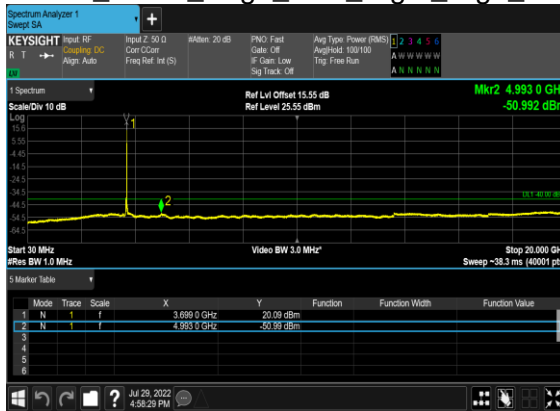 Spectrum Analyzer 1
Swept SA
+
KEYSIGHT Input: RF Input Z: 50 Ω #Atten: 20 dB PNO: Fast Avg Type: Power (RMS) 1 2 3 4 5 6
R T Coupling: DC Corr CCorr Gate: Off Avg|Hold: 100/100 A W W W W W
Align: Auto Freq Ref: Int (S) IF Gain: Low Trig: Free Run
LW Sig Track: Off A N N N N N
1 Spectrum Ref Lvl Offset 15.55 dB Mkr2 4.993 0 GH
Scale/Div 10 dB Ref Level 25.55 dBm -50.992 dBr
Log
15.6
1
5.55
-4.45
-14.5
-24.5
-34.5
-44.5
2
-54.5
-64.5
Start 30 MHz Video BW 3.0 MHz* Stop 20.000 GH
#Res BW 1.0 MHz Sweep ~38.3 ms (40001 pts
5 Marker Table
Mode Trace Scale X Y Function Function Width Function Value
1 N 1 f 3.699 0 GHz 20.09 dBm
2 N 1 f 4.993 0 GHz -50.99 dBm
3
4
5
6
? Jul 29, 2022
4:58:29 PM